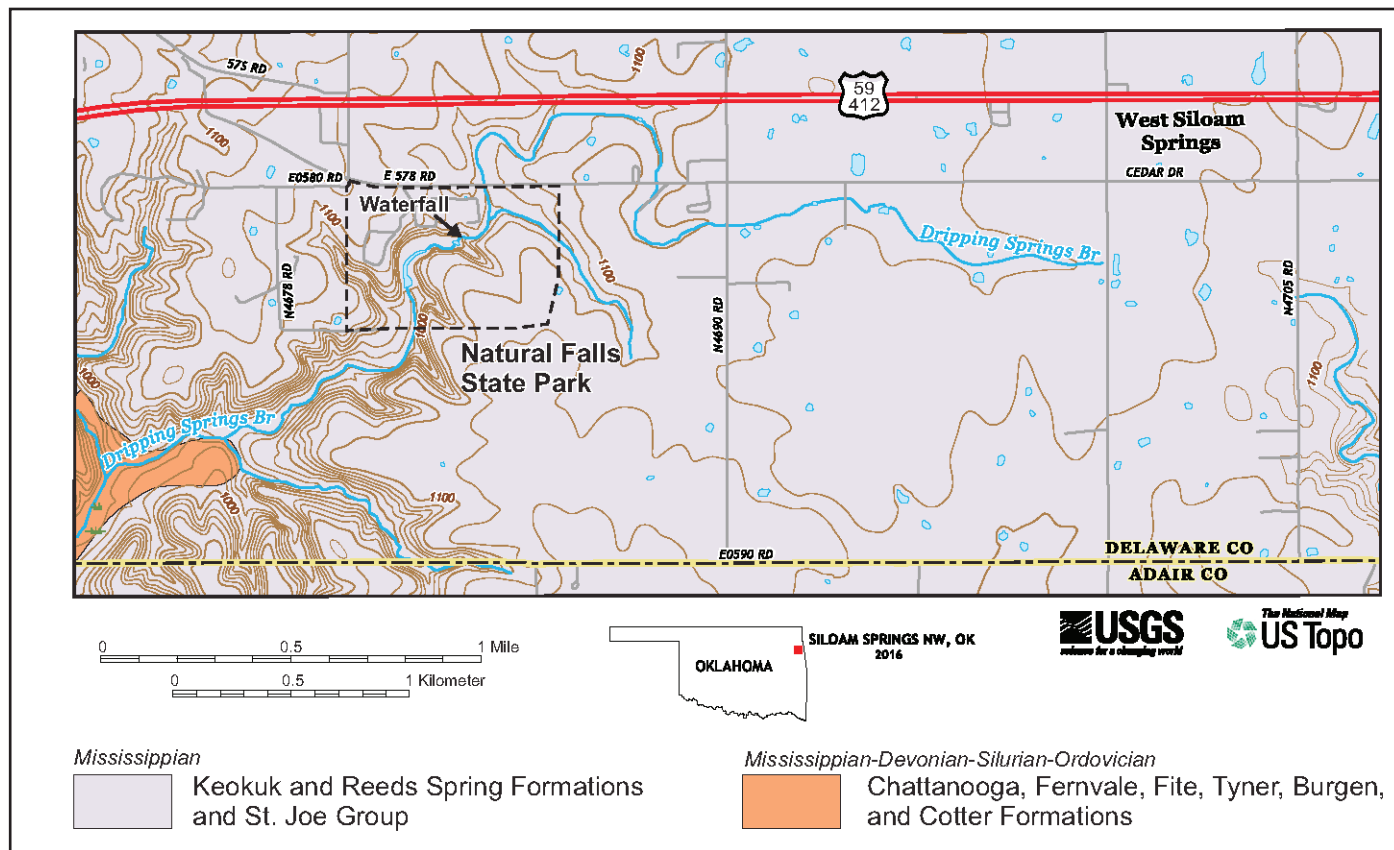 575 RD
1100
59
412
1100
West Siloam
Springs
E0580 RD
E 578 RD
CEDAR DR
Waterfall
1100
1100
Dripping Springs Br
N4678 RD
N4690 RD
N4705 RD
1000
1100
Natural Falls
State Park
1000
Dripping Springs Br
1100
1000
E0590 RD
DELAWARE CO
ADAIR CO
0 0.5 1 Mile
0 0.5 1 Kilometer
OKLAHOMA
SILOAM SPRINGS NW, OK
2016
USGS
science for a changing world
The National Map
US Topo
Mississippian
Keokuk and Reeds Spring Formations
and St. Joe Group
Mississippian-Devonian-Silurian-Ordovician
Chattanooga, Fernvale, Fite, Tyner, Burgen,
and Cotter Formations